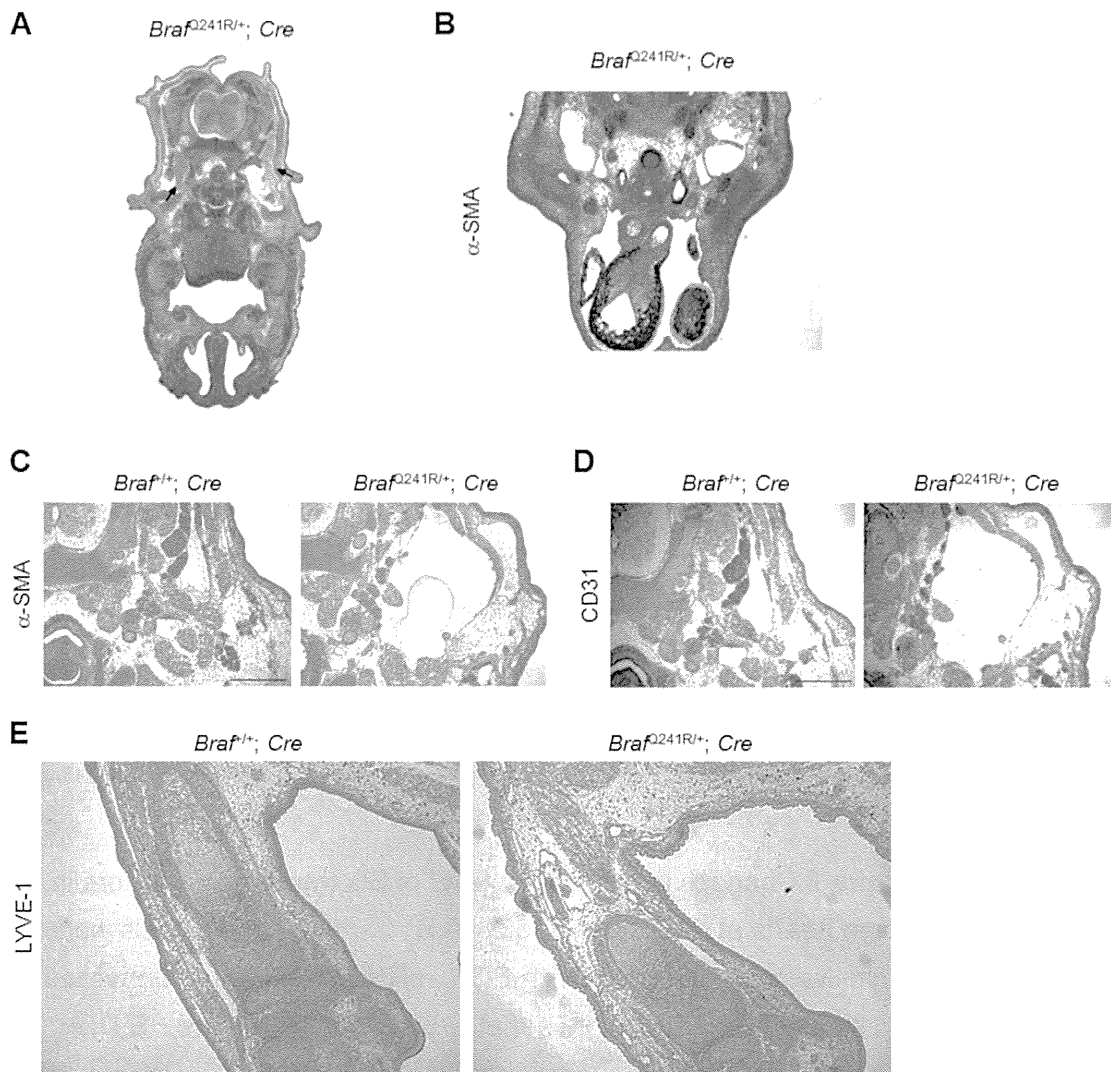 A
Braf^Q241R/+; Cre
B
Braf^Q241R/+; Cre
α-SMA
C
Braf^+/+; Cre
Braf^Q241R/+; Cre
α-SMA
D
Braf^+/+; Cre
Braf^Q241R/+; Cre
CD31
E
Braf^+/+; Cre
Braf^Q241R/+; Cre
LYVE-1